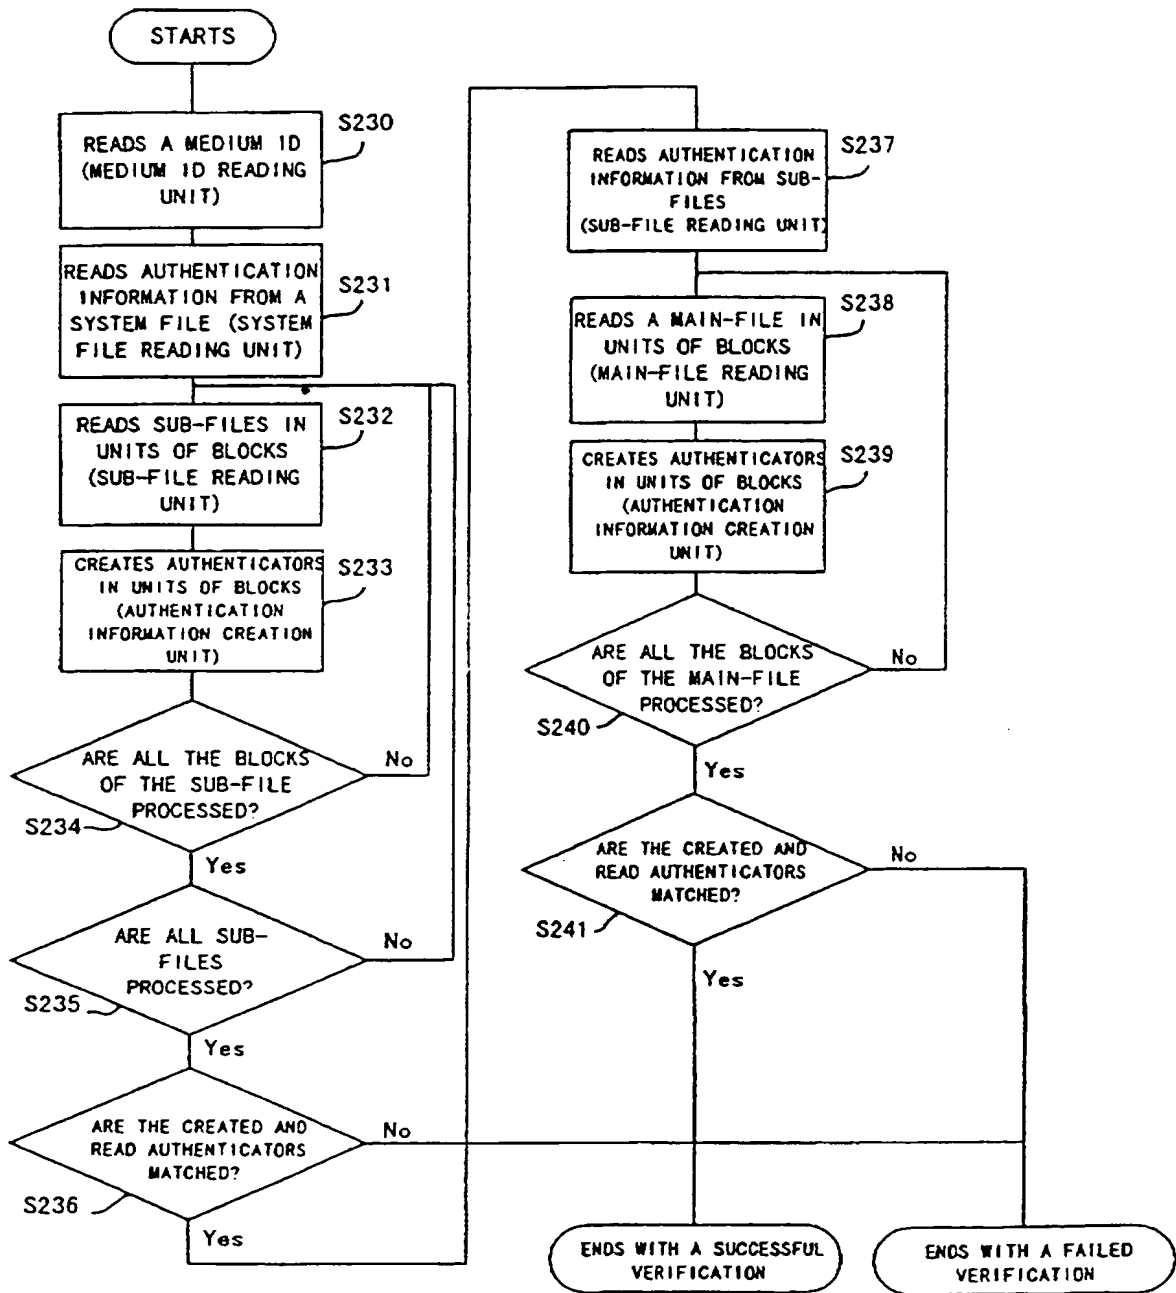 STARTS
READS A MEDIUM ID
(MEDIUM ID READING
UNIT)
S230
READS AUTHENTICATION
INFORMATION FROM A
SYSTEM FILE (SYSTEM
FILE READING UNIT)
S231
READS SUB-FILES IN
UNITS OF BLOCKS
(SUB-FILE READING
UNIT)
S232
CREATES AUTHENTICATORS
IN UNITS OF BLOCKS
(AUTHENTICATION
INFORMATION CREATION
UNIT)
S233
ARE ALL THE BLOCKS
OF THE SUB-FILE
PROCESSED?
No
S234
Yes
ARE ALL SUB-
FILES
PROCESSED?
No
S235
Yes
ARE THE CREATED AND
READ AUTHENTICATORS
MATCHED?
No
S236
Yes
READS AUTHENTICATION
INFORMATION FROM SUB-
FILES
(SUB-FILE READING UNIT)
S237
READS A MAIN-FILE IN
UNITS OF BLOCKS
(MAIN-FILE READING
UNIT)
S238
CREATES AUTHENTICATORS
IN UNITS OF BLOCKS
(AUTHENTICATION
INFORMATION CREATION
UNIT)
S239
ARE ALL THE BLOCKS
OF THE MAIN-FILE
PROCESSED?
No
S240
Yes
ARE THE CREATED AND
READ AUTHENTICATORS
MATCHED?
No
S241
Yes
ENDS WITH A SUCCESSFUL
VERIFICATION
ENDS WITH A FAILED
VERIFICATION